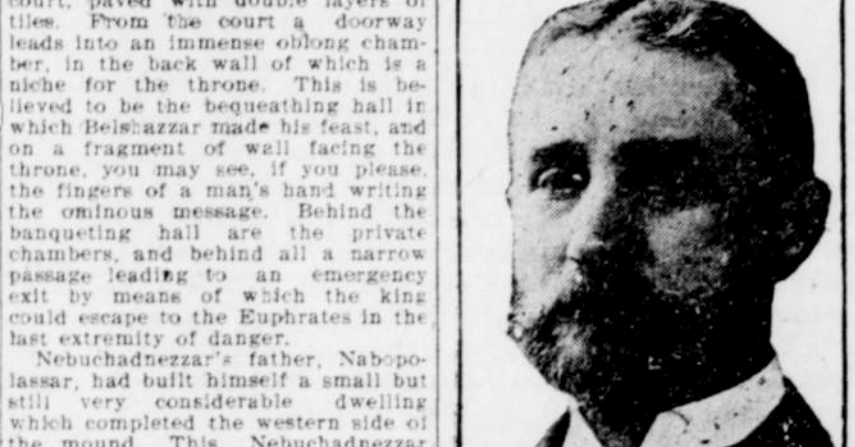 court, paved with double layers of
tiles. From the court a doorway
leads into an immense oblong cham-
ber, in the back wall of which is a
niche for the throne. This is be-
lieved to be the bequeathing hall in
which Belshazzar made his feast, and
on a fragment of wall facing the
throne, you may see, if you please,
the fingers of a man's hand writing
the ominous message. Behind the
banqueting hall are the private
chambers, and behind all a narrow
passage leading to an emergency
exit by means of which the king
could escape to the Euphrates in the
last extremity of danger.
Nebuchadnezzar's father, Nabopo-
lassar, had built himself a small but
still very considerable dwelling
which completed the western side of
the mound. This Nebuchadnezzar